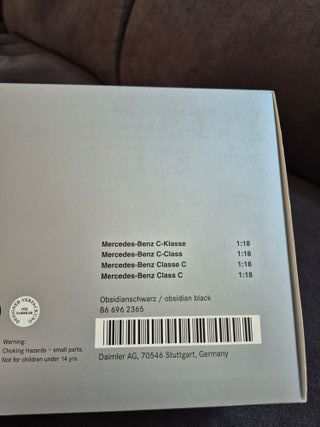 Mercedes-Benz C-Klasse 1:18
Mercedes-Benz C-Class 1:18
Mercedes-Benz Classe C 1:18
Mercedes-Benz Class C 1:18
Obsidianschwarz / obsidian black
B6 696 2365
Daimler AG, 70546 Stuttgart, Germany
Warning:
Choking Hazards – small parts.
Not for children under 14 yrs.